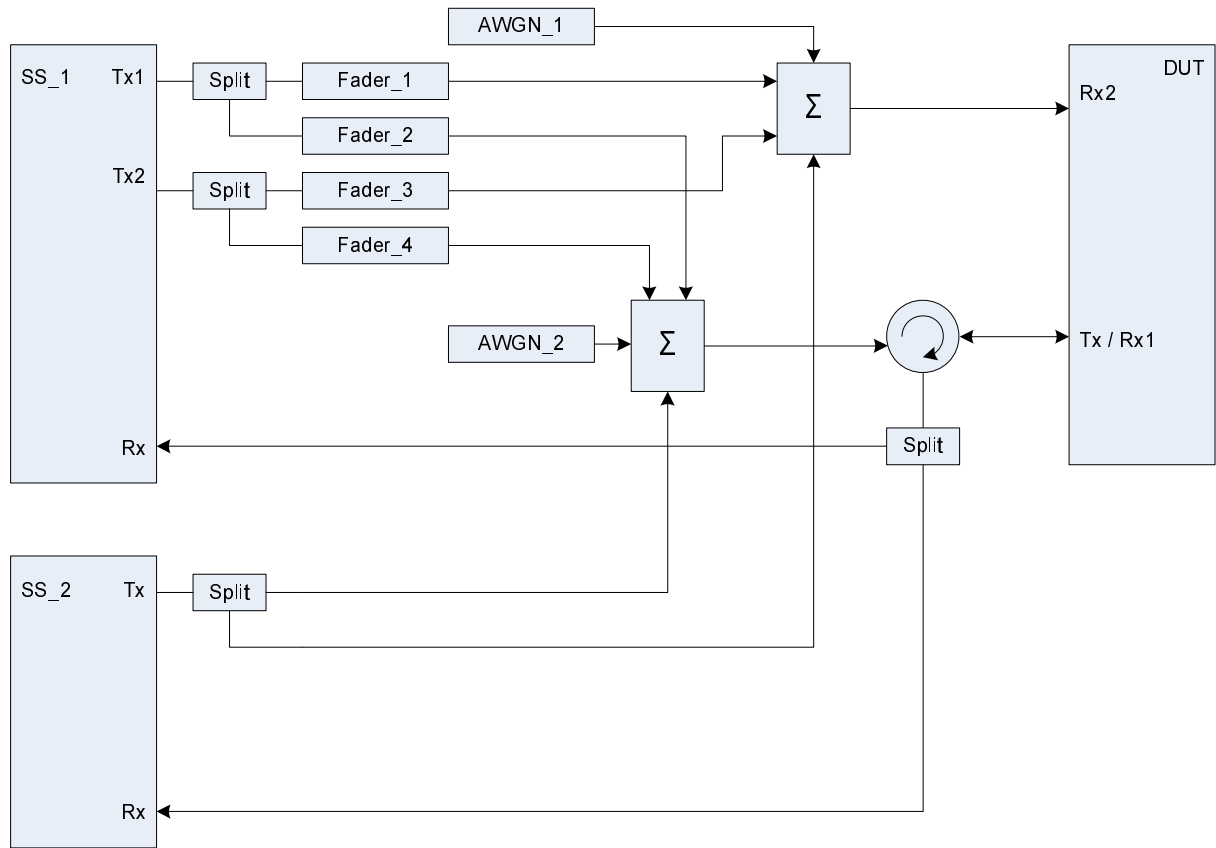 AWGN_1
SS_1 Tx1 Split Fader_1 Σ DUT
Rx2
Fader_2
Tx2 Split Fader_3
Fader_4
AWGN_2 Σ Tx / Rx1
Rx Split
SS_2 Tx Split
Rx